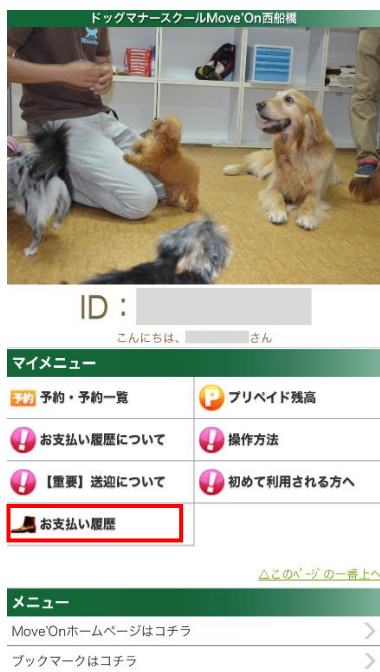 ドッグマナースクールMove'On西船橋
ID：
こんにちは、 さん
マイメニュー
予約 予約・予約一覧
P プリペイド残高
お支払い履歴について
操作方法
【重要】送迎について
初めて利用される方へ
お支払い履歴
△このページの一番上へ
メニュー
Move'Onホームページはコチラ
ブックマークはコチラ